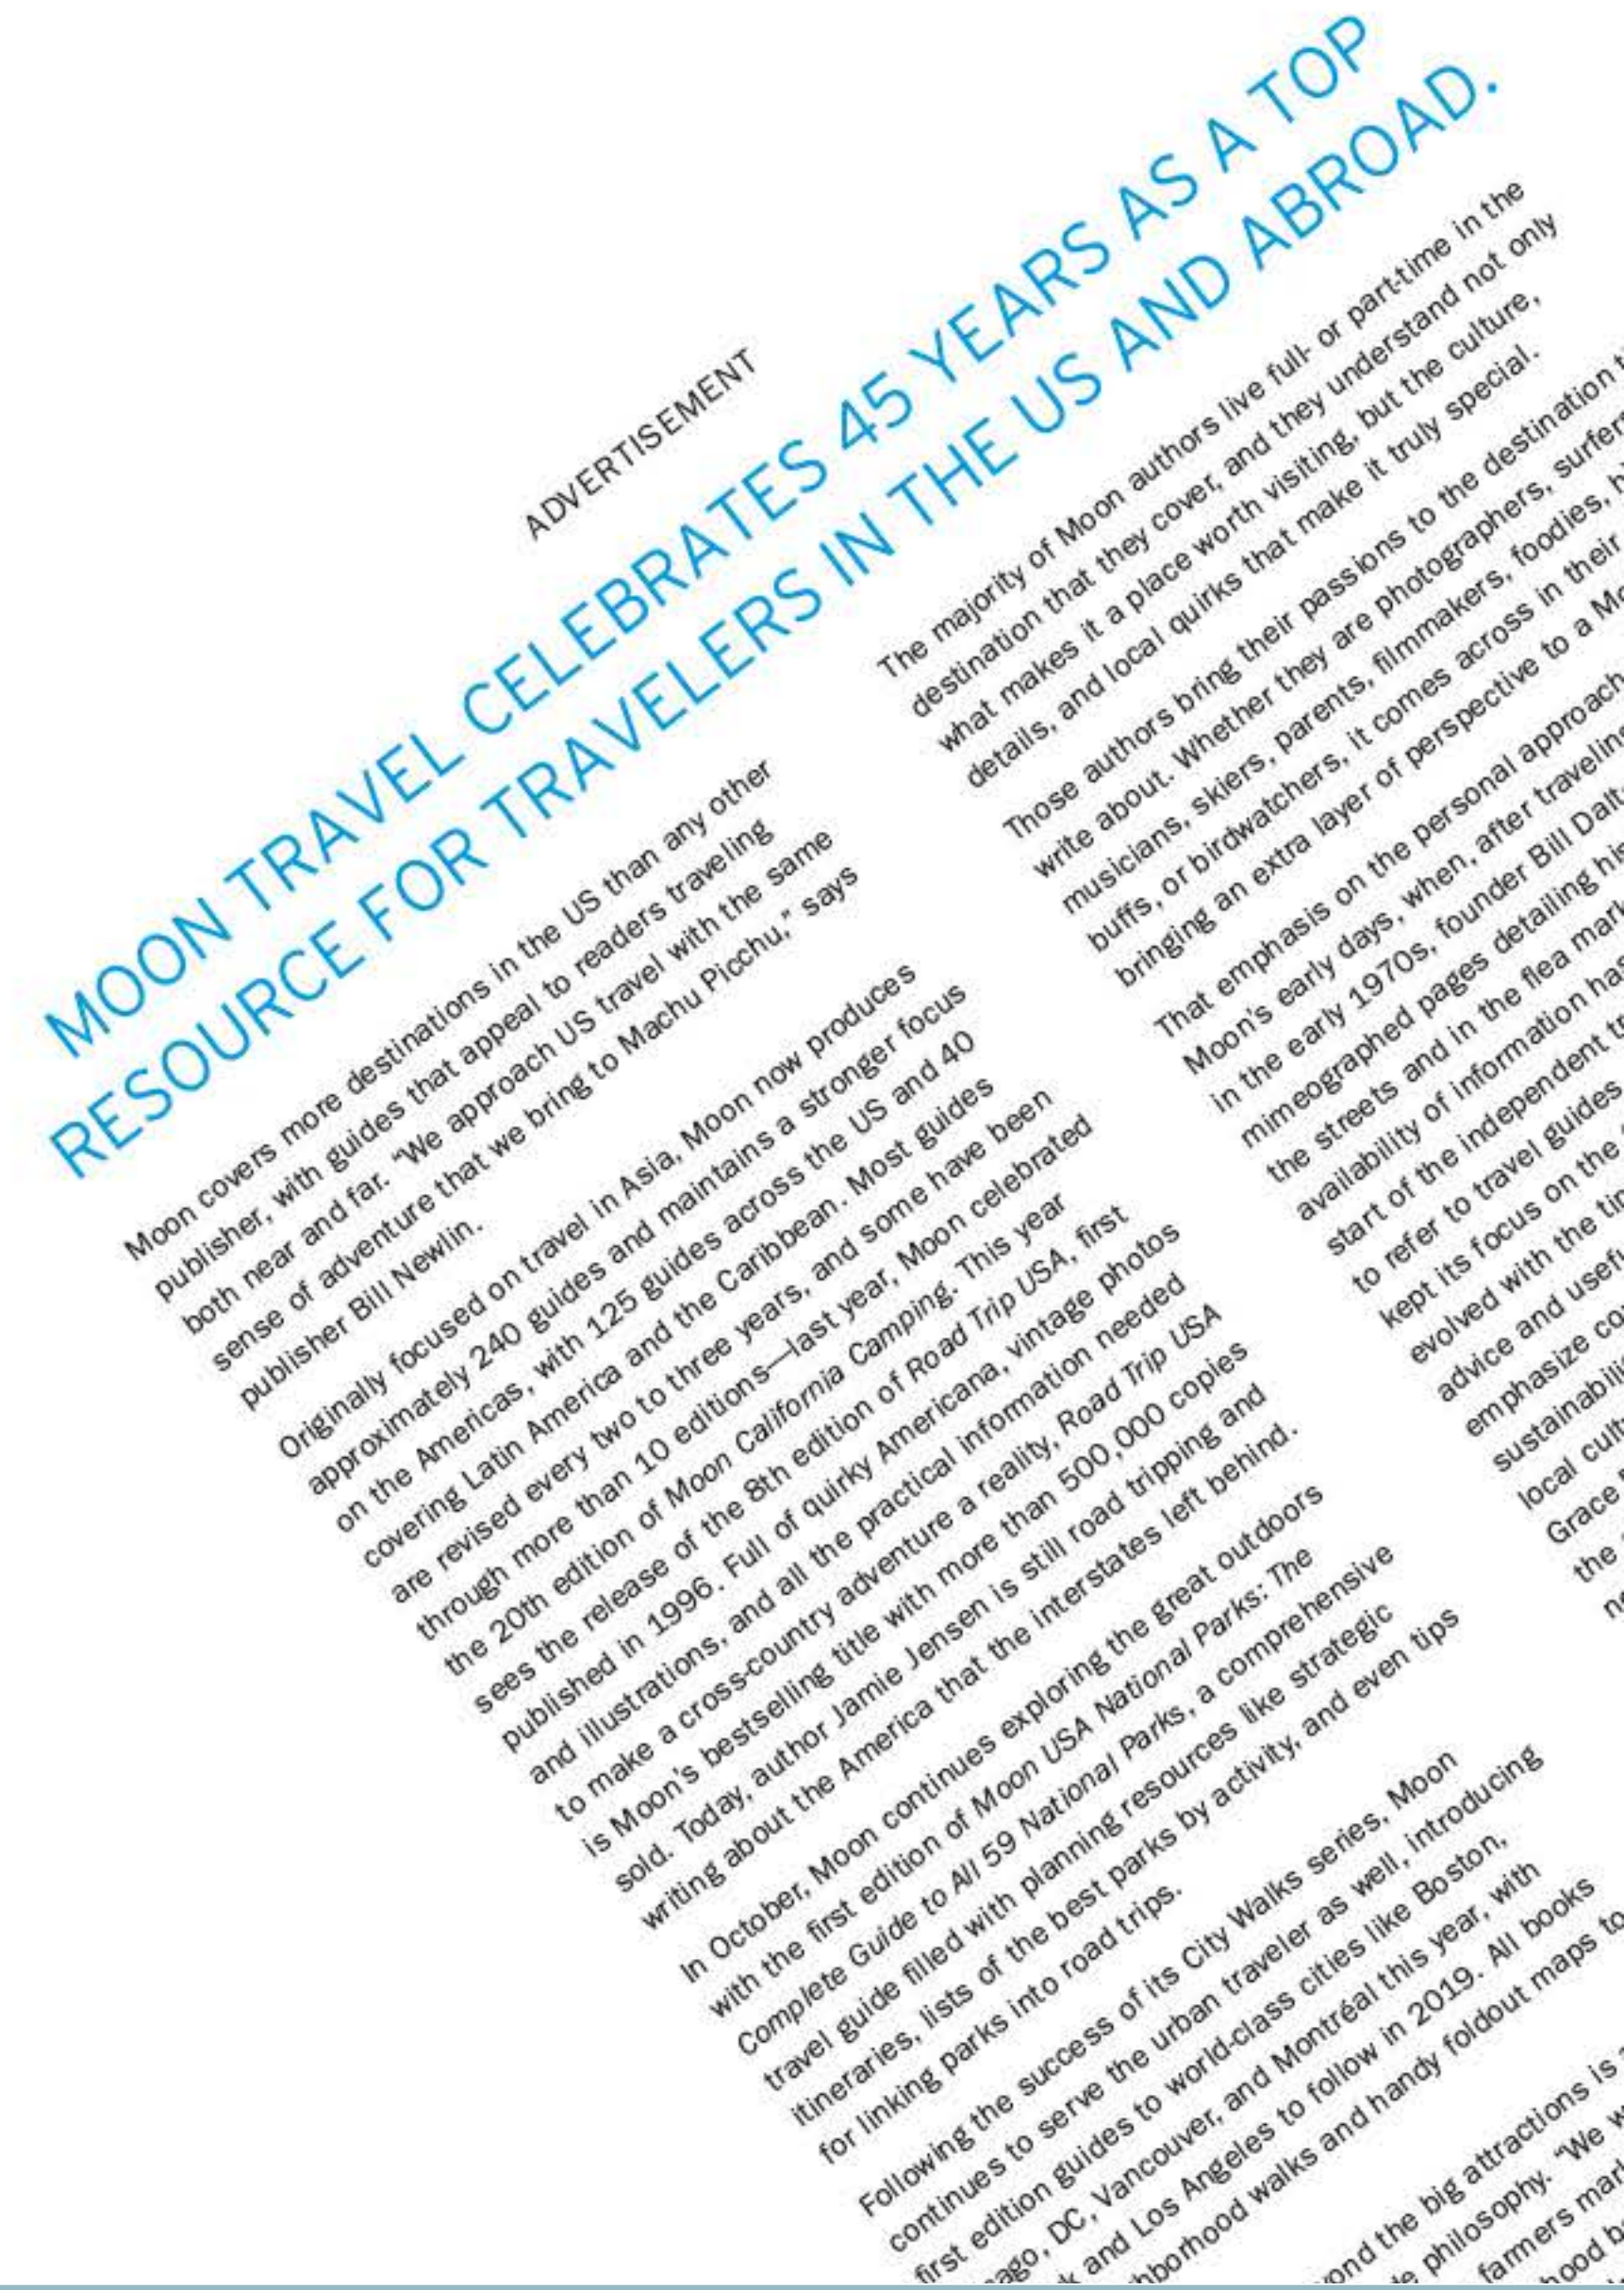 ADVERTISEMENT
MOON TRAVEL CELEBRATES 45 YEARS AS A TOP
RESOURCE FOR TRAVELERS IN THE US AND ABROAD.
Moon covers more destinations in the US than any other
publisher, with guides that appeal to readers traveling
both near and far. “We approach US travel with the same
sense of adventure that we bring to Machu Picchu,” says
publisher Bill Newlin.
Originally focused on travel in Asia, Moon now produces
approximately 240 guides and maintains a stronger focus
on the Americas, with 125 guides across the US and 40
covering Latin America and the Caribbean. Most guides
are revised every two to three years, and some have been
through more than 10 editions—last year, Moon celebrated
the 20th edition of Moon California Camping. This year
sees the release of the 8th edition of Road Trip USA, first
published in 1996. Full of quirky Americana, vintage photos
and illustrations, and all the practical information needed
to make a cross-country adventure a reality, Road Trip USA
is Moon’s bestselling title with more than 500,000 copies
sold. Today, author Jamie Jensen is still road tripping and
writing about the America that the interstates left behind.
In October, Moon continues exploring the great outdoors
with the first edition of Moon USA National Parks: The
Complete Guide to All 59 National Parks, a comprehensive
travel guide filled with planning resources like strategic
itineraries, lists of the best parks by activity, and even tips
for linking parks into road trips.
Following the success of its City Walks series, Moon
continues to serve the urban traveler as well, introducing
first edition guides to world-class cities like Boston,
DC, Vancouver, and Montréal this year, with
and Los Angeles to follow in 2019. All books
walks and handy foldout maps to
the big attractions is
philosophy. “We
farmers
The majority of Moon authors live full- or part-time in the
destination that they cover, and they understand not only
what makes it a place worth visiting, but the culture,
details, and local quirks that make it truly special.
Those authors bring their passions to the destination
write about. Whether they are photographers, surfers
musicians, skiers, parents, filmmakers, foodies,
buffs, or birdwatchers, it comes across in their
bringing an extra layer of perspective to a
That emphasis on the personal approach
Moon’s early days, when, after traveling
in the early 1970s, founder Bill
mimeographed pages detailing his
the streets and in the flea
availability of information has
start of the independent
to refer to travel guides
kept its focus on the
evolved with the
advice and
emphasize
local
Grace
the